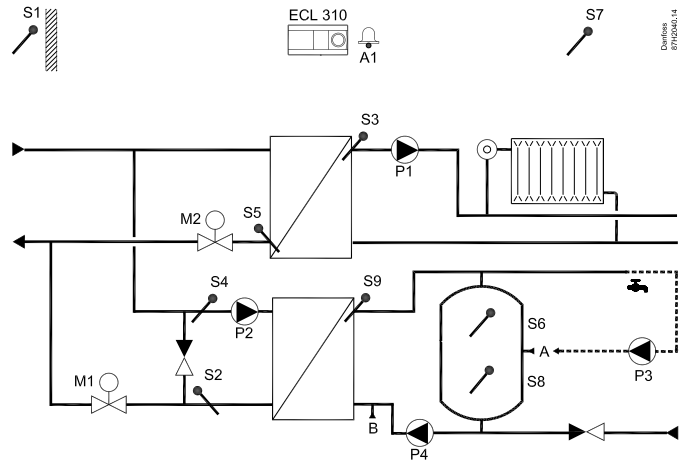 S1
ECL 310
A1
S7
Danfoss
87H2040.14
S3
P1
M2
S5
S4
P2
S9
S6
A
S8
P3
M1
S2
B
P4